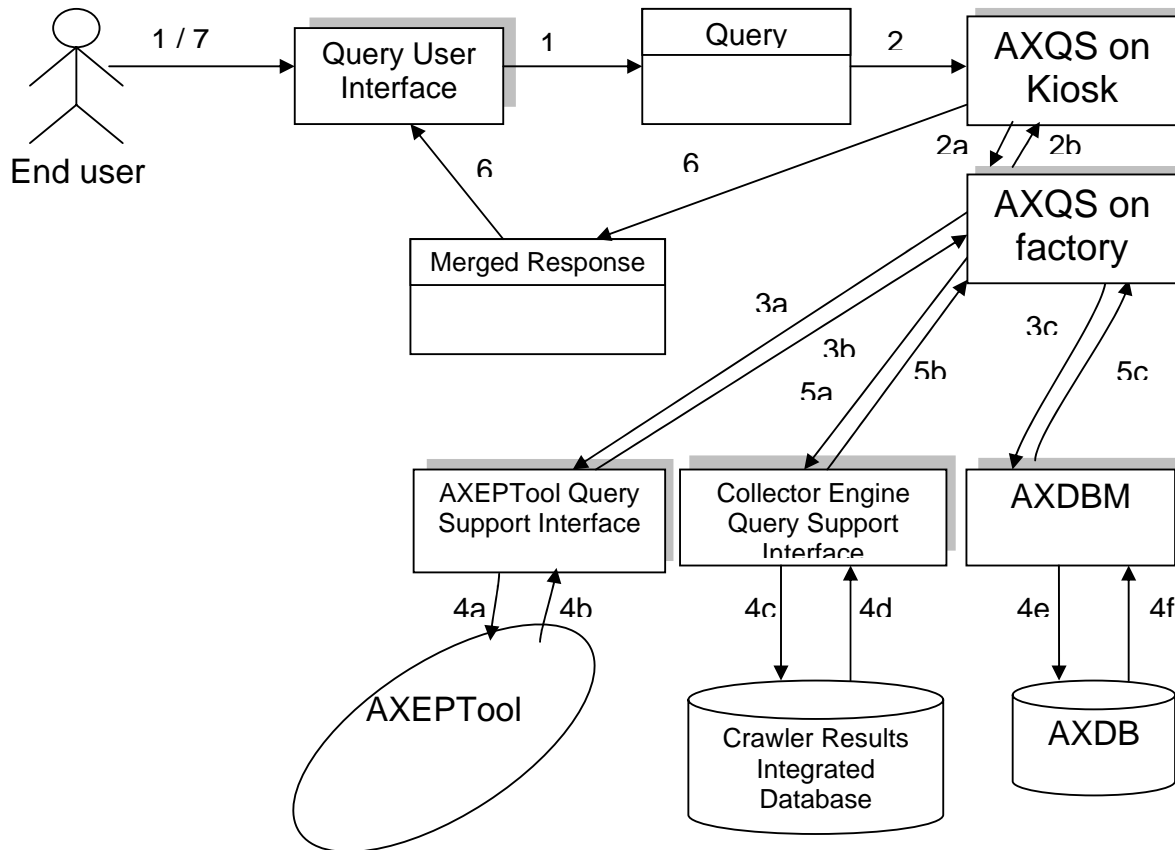 1 / 7
Query User
Interface
1
Query
2
AXQS on
Kiosk
End user
6
6
2a
2b
AXQS on
factory
Merged Response
3a
3b
5a
5b
3c
5c
AXEPTool Query
Support Interface
Collector Engine
Query Support
Interface
AXDBM
4a
4b
4c
4d
4e
4f
AXEPTool
Crawler Results
Integrated
Database
AXDB